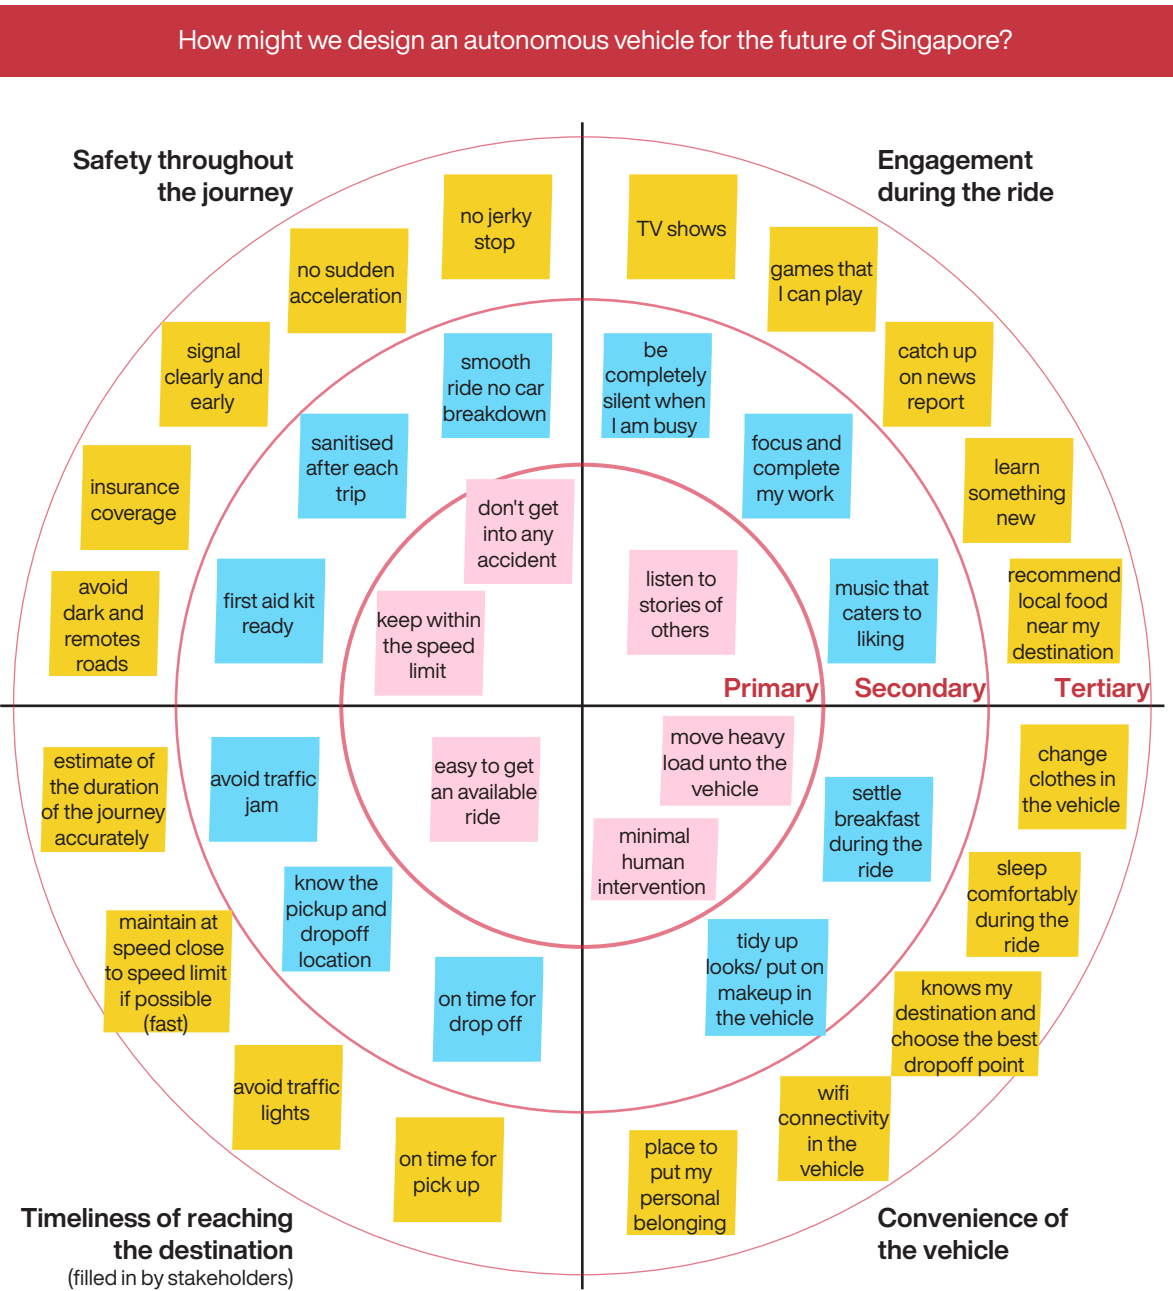 How might we design an autonomous vehicle for the future of Singapore?
Safety throughout
the journey
no jerky
stop
no sudden
acceleration
signal
clearly and
early
insurance
coverage
avoid
dark and
remotes
roads
smooth
ride no car
breakdown
sanitised
after each
trip
first aid kit
ready
don't get
into any
accident
keep within
the speed
limit
Engagement
during the ride
TV shows
games that
I can play
catch up
on news
report
learn
something
new
recommend
local food
near my
destination
be
completely
silent when
I am busy
focus and
complete
my work
music that
caters to
liking
listen to
stories of
others
Primary
Secondary
Tertiary
estimate of
the duration
of the journey
accurately
maintain at
speed close
to speed limit
if possible
(fast)
avoid traffic
lights
on time for
pick up
avoid traffic
jam
know the
pickup and
dropoff
location
on time for
drop off
easy to get
an available
ride
Timeliness of reaching
the destination
(filled in by stakeholders)
move heavy
load unto the
vehicle
minimal
human
intervention
settle
breakfast
during the
ride
tidy up
looks/ put on
makeup in
the vehicle
change
clothes in
the vehicle
sleep
comfortably
during the
ride
knows my
destination and
choose the best
dropoff point
wifi
connectivity
in the
vehicle
place to
put my
personal
belonging
Convenience of
the vehicle